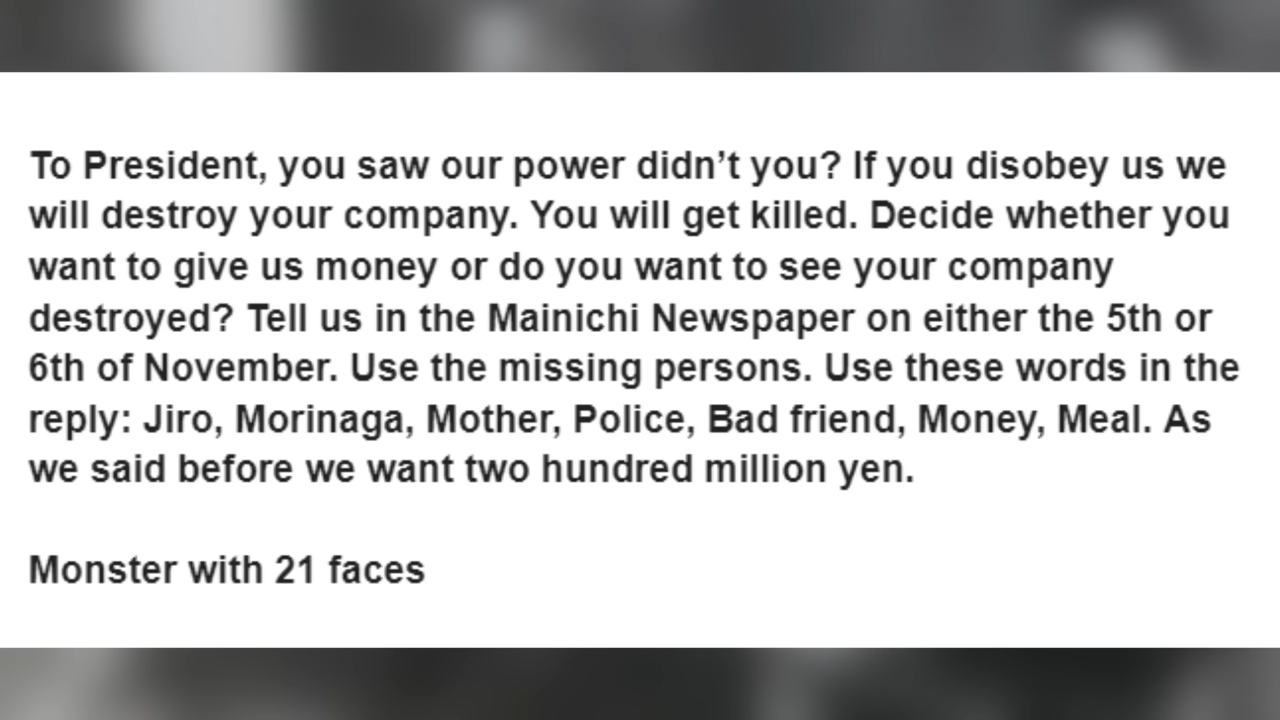 To President, you saw our power didn’t you? If you disobey us we
will destroy your company. You will get killed. Decide whether you
want to give us money or do you want to see your company
destroyed? Tell us in the Mainichi Newspaper on either the 5th or
6th of November. Use the missing persons. Use these words in the
reply: Jiro, Morinaga, Mother, Police, Bad friend, Money, Meal. As
we said before we want two hundred million yen.
Monster with 21 faces